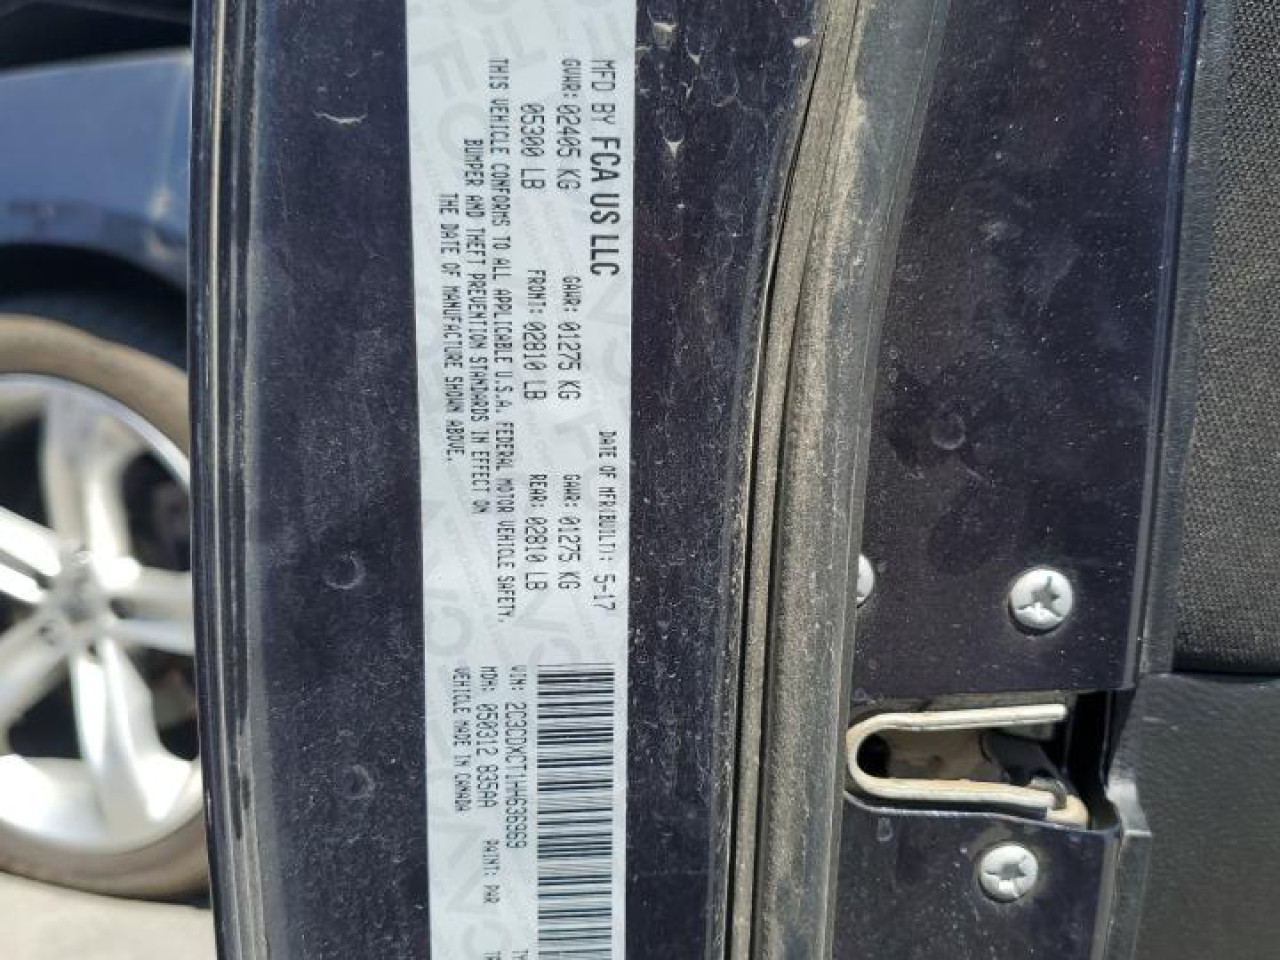 MFD BY FCA US LLC
DATE OF MFR(BUILT): 5-17
GVWR: 02405 KG GAWR: 01275 KG GAWR: 01275 KG
05300 LB FRONT: 02810 LB REAR: 02810 LB
THIS VEHICLE CONFORMS TO ALL APPLICABLE U.S.A. FEDERAL MOTOR VEHICLE SAFETY,
BUMPER AND THEFT PREVENTION STANDARDS IN EFFECT ON
THE DATE OF MANUFACTURE SHOWN ABOVE.
VIN: 2C3CDXCT1HH636969
MDH: 050312 835AA PAINT: PAR
VEHICLE MADE IN CANADA